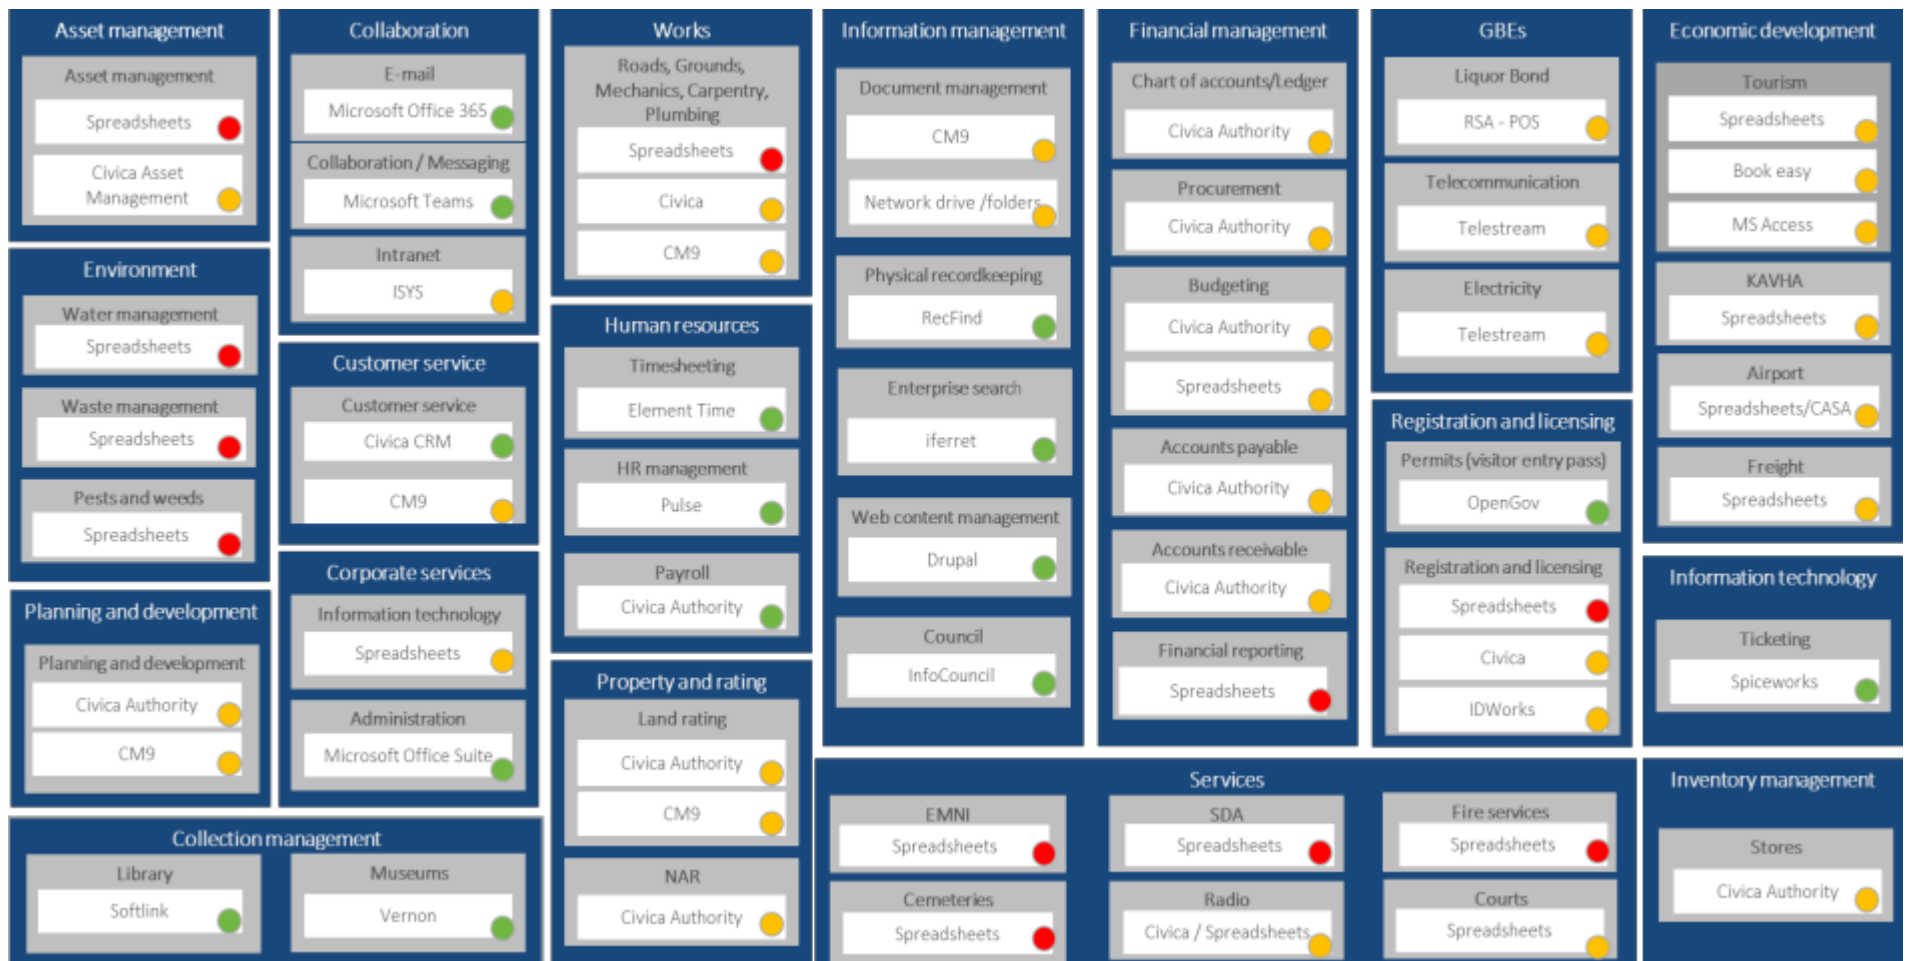 Asset management
Asset management
Spreadsheets
Civica Asset
Management
Environment
Water management
Spreadsheets
Waste management
Spreadsheets
Pests and weeds
Spreadsheets
Planning and development
Planning and development
Civica Authority
CM9
Collaboration
E-mail
Microsoft Office 365
Collaboration / Messaging
Microsoft Teams
Intranet
ISYS
Customer service
Customer service
Civica CRM
CM9
Corporate services
Information technology
Spreadsheets
Administration
Microsoft Office Suite
Collection management
Library
Softlink
Museums
Vernon
Works
Roads, Grounds,
Mechanics, Carpentry,
Plumbing
Spreadsheets
Civica
CM9
Human resources
Timesheeting
Element Time
HR management
Pulse
Payroll
Civica Authority
Property and rating
Land rating
Civica Authority
CM9
NAR
Civica Authority
Information management
Document management
CM9
Network drive /folders
Physical recordkeeping
RecFind
Enterprise search
iferret
Web content management
Drupal
Council
InfoCouncil
Financial management
Chart of accounts/Ledger
Civica Authority
Procurement
Civica Authority
Budgeting
Civica Authority
Spreadsheets
Accounts payable
Civica Authority
Accounts receivable
Civica Authority
Financial reporting
Spreadsheets
GBEs
Liquor Bond
RSA - POS
Telecommunication
Telestream
Electricity
Telestream
Registration and licensing
Permits (visitor entry pass)
OpenGov
Registration and licensing
Spreadsheets
Civica
IDWorks
Services
EMNI
Spreadsheets
SDA
Spreadsheets
Fire services
Spreadsheets
Cemeteries
Spreadsheets
Radio
Civica / Spreadsheets
Courts
Spreadsheets
Economic development
Tourism
Spreadsheets
Book easy
MS Access
KAVHA
Spreadsheets
Airport
Spreadsheets/CASA
Freight
Spreadsheets
Information technology
Ticketing
Spiceworks
Inventory management
Stores
Civica Authority